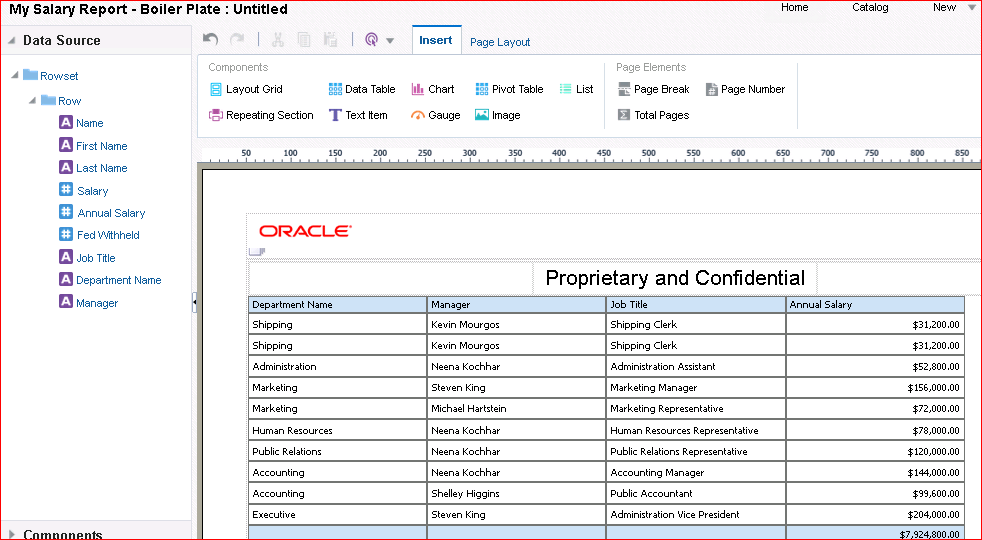 My Salary Report - Boiler Plate : Untitled Home Catalog New
Data Source Insert Page Layout
Components Page Elements
Layout Grid Data Table Chart Pivot Table List Page Break Page Number
Repeating Section Text Item Gauge Image Total Pages
Rowset
Row
Name
First Name
Last Name
Salary
Annual Salary
Fed Withheld
Job Title
Department Name
Manager
Components
50 100 150 200 250 300 350 400 450 500 550 600 650 700 750 800 850
ORACLE
Proprietary and Confidential
Department Name Manager Job Title Annual Salary
Shipping Kevin Mourgos Shipping Clerk $31,200.00
Shipping Kevin Mourgos Shipping Clerk $31,200.00
Administration Neena Kochhar Administration Assistant $52,800.00
Marketing Steven King Marketing Manager $156,000.00
Marketing Michael Hartstein Marketing Representative $72,000.00
Human Resources Neena Kochhar Human Resources Representative $78,000.00
Public Relations Neena Kochhar Public Relations Representative $120,000.00
Accounting Neena Kochhar Accounting Manager $144,000.00
Accounting Shelley Higgins Public Accountant $99,600.00
Executive Steven King Administration Vice President $204,000.00
$7,924,800.00